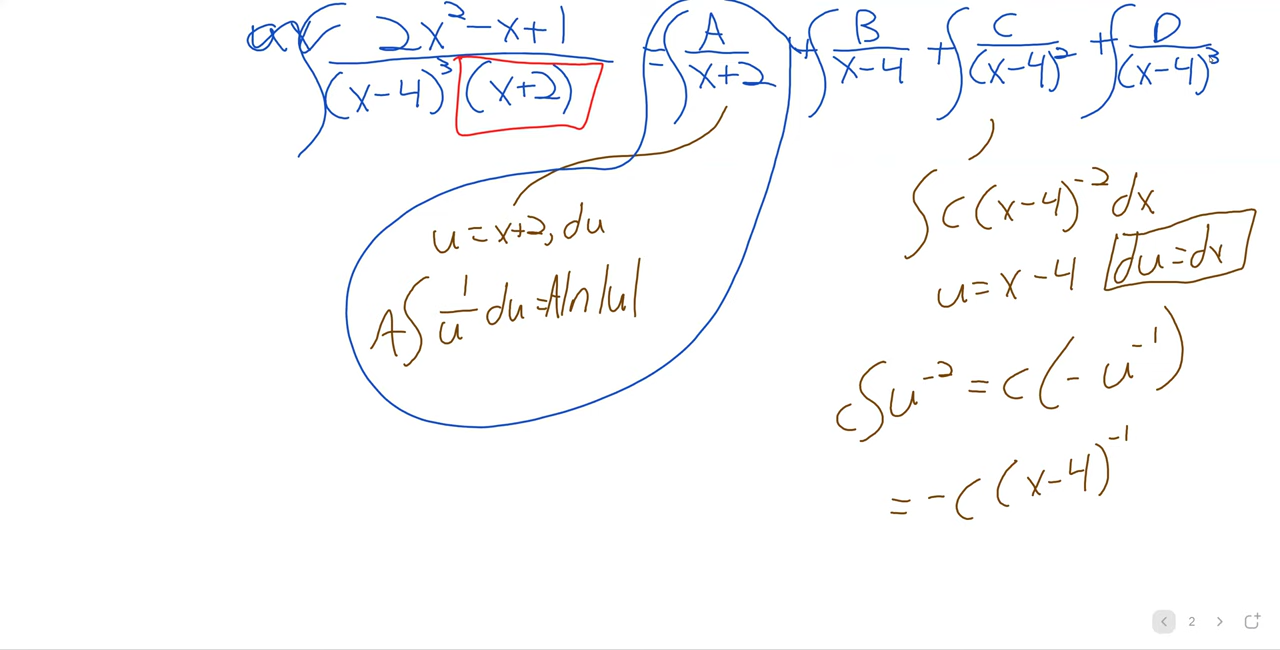 ∫ (2x² - x + 1)/((x-4)³ (x+2)) = ∫ A/(x+2) + ∫ B/(x-4) + ∫ C/(x-4)² + ∫ D/(x-4)³
u = x+2, du
A∫ 1/u du = A ln |u|
∫ C(x-4)⁻² dx
u = x-4 du = dx
C∫ u⁻² = C(-u⁻¹)
= -C(x-4)⁻¹
2